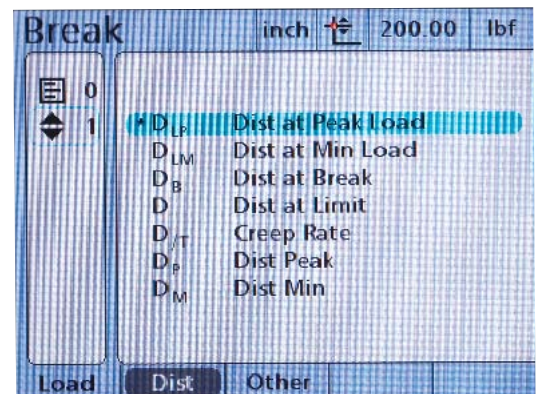 Break inch 200.00 lbf
0
1
* D LP Dist at Peak Load
D LM Dist at Min Load
D B Dist at Break
D Dist at Limit
D /T Creep Rate
D P Dist Peak
D M Dist Min
Load Dist Other